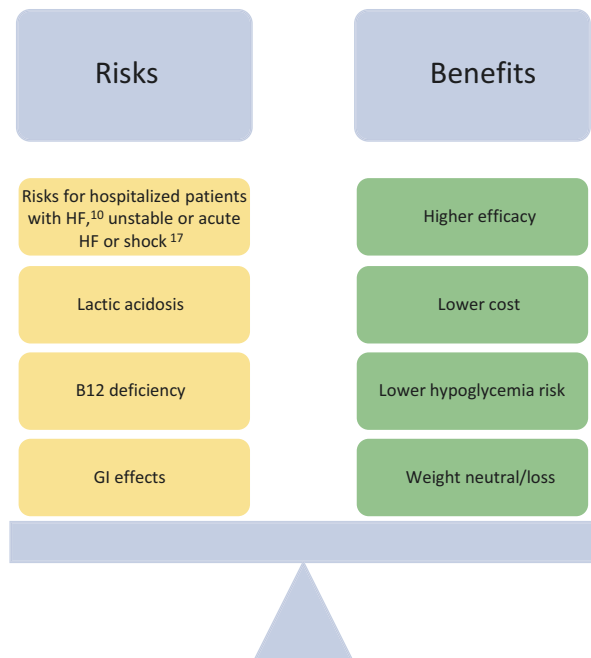 Risks
Risks for hospitalized patients
with HF,10 unstable or acute
HF or shock 17
Lactic acidosis
B12 deficiency
GI effects
Benefits
Higher efficacy
Lower cost
Lower hypoglycemia risk
Weight neutral/loss